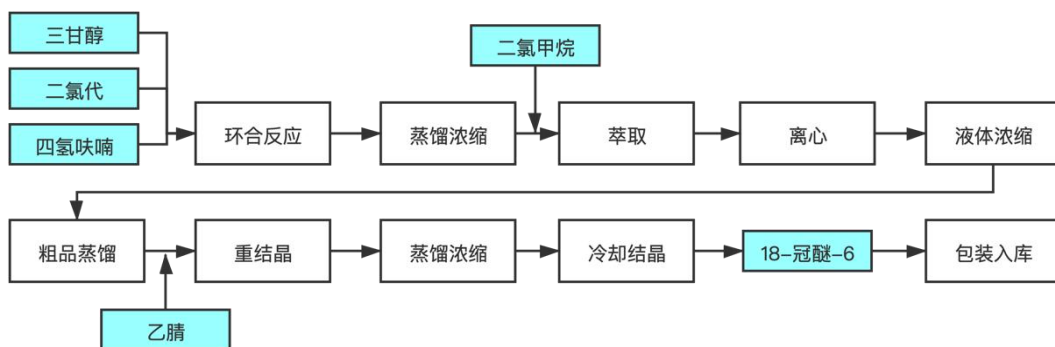 三甘醇
二氯代
四氢呋喃
二氯甲烷
环合反应
蒸馏浓缩
萃取
离心
液体浓缩
粗品蒸馏
重结晶
蒸馏浓缩
冷却结晶
18-冠醚-6
包装入库
乙腈